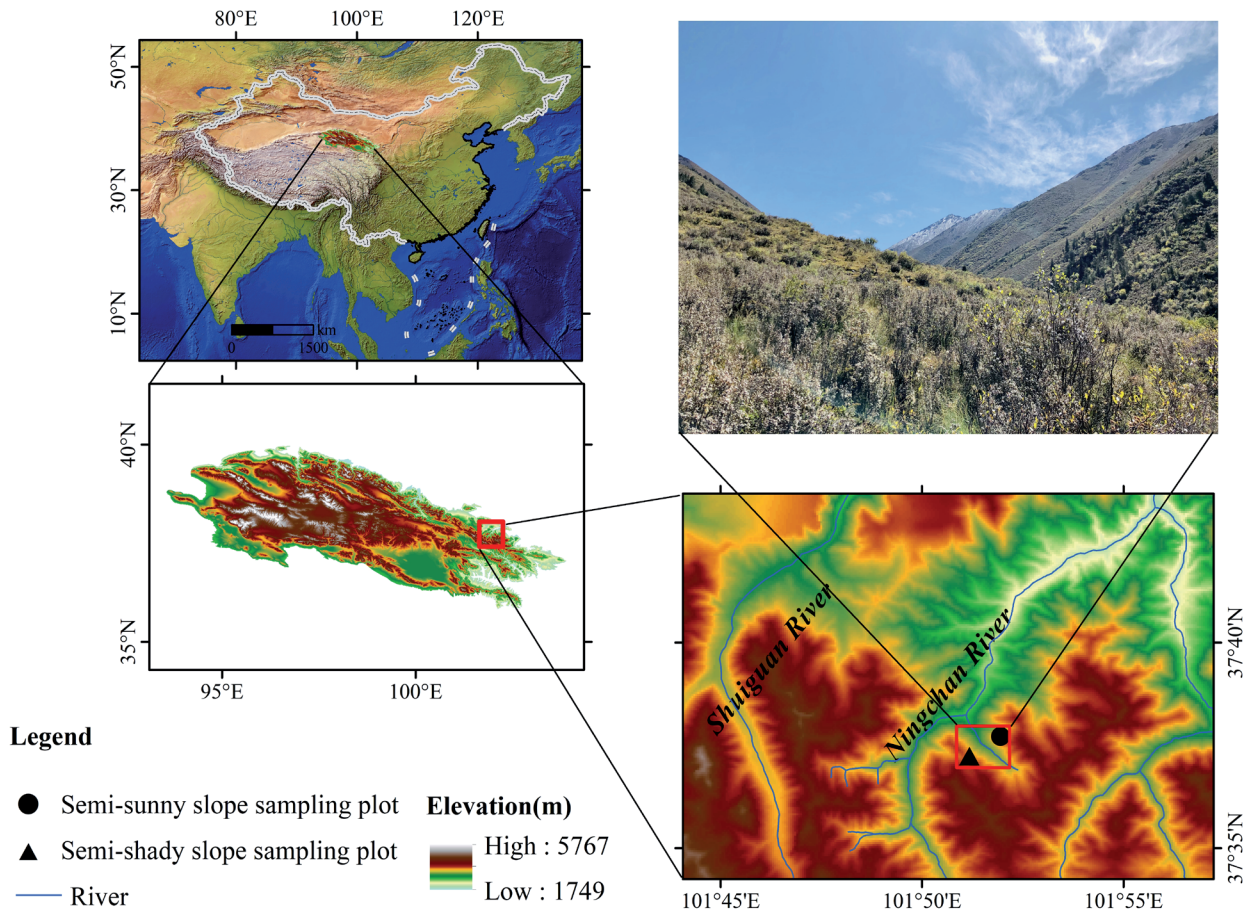 80°E 100°E 120°E
50°N
30°N
10°N
km
0 1500
40°N
35°N
95°E 100°E
Shuiguan River
Ningchan River
37°40'N
37°35'N
101°45'E 101°50'E 101°55'E
Legend
Semi-sunny slope sampling plot
Semi-shady slope sampling plot
River
Elevation(m)
High : 5767
Low : 1749